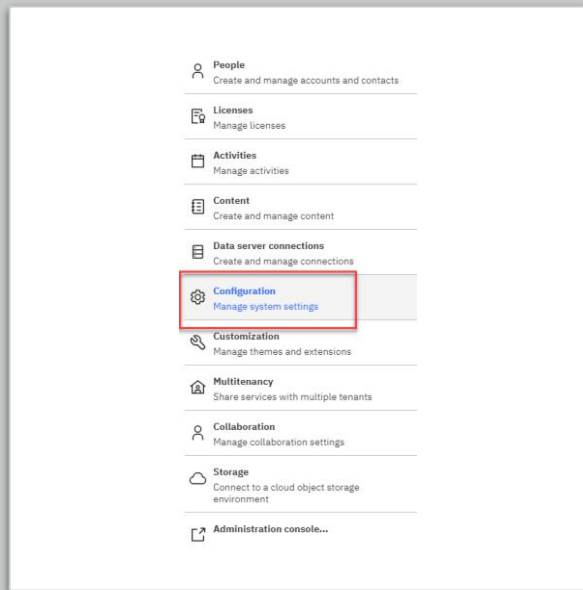 People
Create and manage accounts and contacts
Licenses
Manage licenses
Activities
Manage activities
Content
Create and manage content
Data server connections
Create and manage connections
Configuration
Manage system settings
Customization
Manage themes and extensions
Multitenancy
Share services with multiple tenants
Collaboration
Manage collaboration settings
Storage
Connect to a cloud object storage
environment
Administration console...